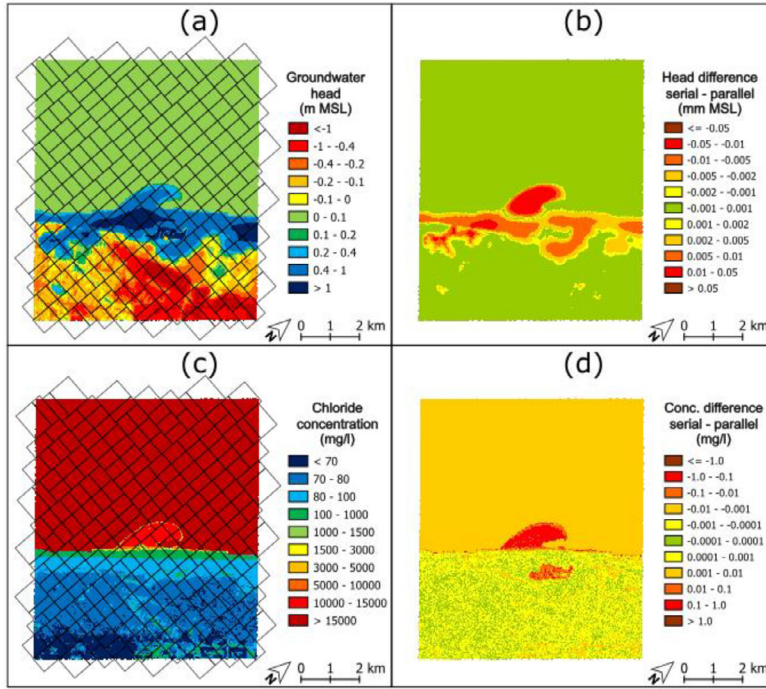 (a)
Groundwater
head
(m MSL)
<-1
-1 - -0.4
-0.4 - -0.2
-0.2 - -0.1
-0.1 - 0
0 - 0.1
0.1 - 0.2
0.2 - 0.4
0.4 - 1
> 1
N
0 1 2 km
(b)
Head difference
serial - parallel
(mm MSL)
<= -0.05
-0.05 - -0.01
-0.01 - -0.005
-0.005 - -0.002
-0.002 - -0.001
-0.001 - 0.001
0.001 - 0.002
0.002 - 0.005
0.005 - 0.01
0.01 - 0.05
> 0.05
N
0 1 2 km
(c)
Chloride
concentration
(mg/l)
< 70
70 - 80
80 - 100
100 - 1000
1000 - 1500
1500 - 3000
3000 - 5000
5000 - 10000
10000 - 15000
> 15000
N
0 1 2 km
(d)
Conc. difference
serial - parallel
(mg/l)
<= -1.0
-1.0 - -0.1
-0.1 - -0.01
-0.01 - -0.001
-0.001 - -0.0001
-0.0001 - 0.0001
0.0001 - 0.001
0.001 - 0.01
0.01 - 0.1
0.1 - 1.0
> 1.0
N
0 1 2 km